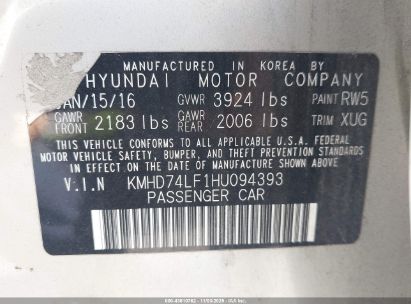 MANUFACTURED IN KOREA BY
HYUNDAI MOTOR COMPANY
JAN/15/16 GVWR 3924 lbs PAINT RW5
GAWR FRONT 2183 lbs GAWR REAR 2006 lbs TRIM XUG
THIS VEHICLE CONFORMS TO ALL APPLICABLE U.S.A. FEDERAL
MOTOR VEHICLE SAFETY, BUMPER, AND THEFT PREVENTION
STANDARDS IN EFFECT ON THE DATE OF MANUFACTURE SHOWN ABOVE.
V.I.N KMHD74LF1HU094393
PASSENGER CAR